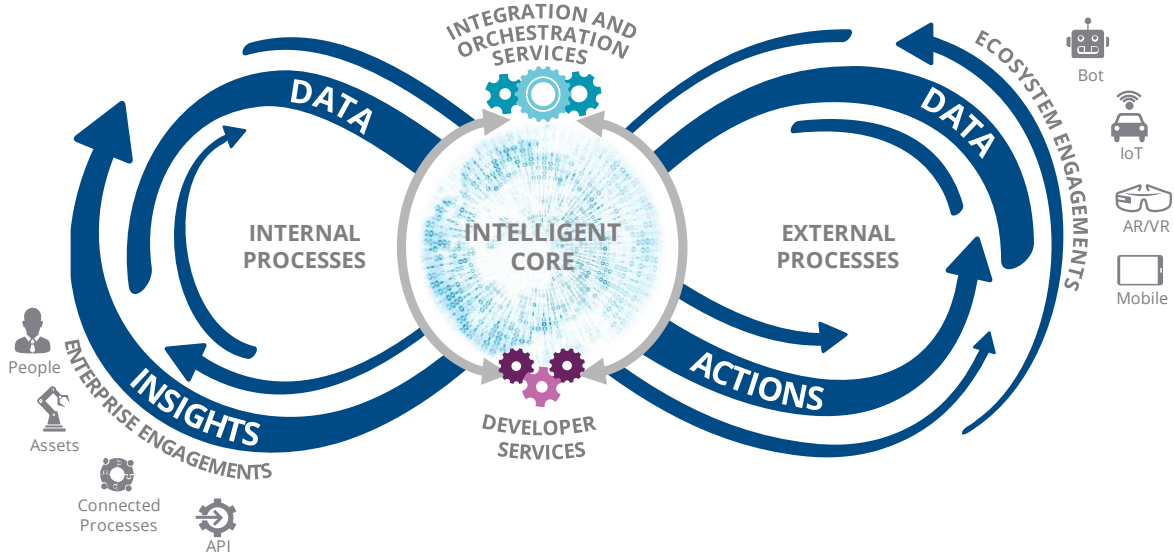 INTEGRATION AND
ORCHESTRATION
SERVICES
DATA
DATA
ECOSYSTEM ENGAGEMENTS
Bot
IoT
AR/VR
Mobile
INTERNAL
PROCESSES
INTELLIGENT
CORE
EXTERNAL
PROCESSES
People
Assets
Connected
Processes
API
ENTERPRISE ENGAGEMENTS
INSIGHTS
ACTIONS
DEVELOPER
SERVICES